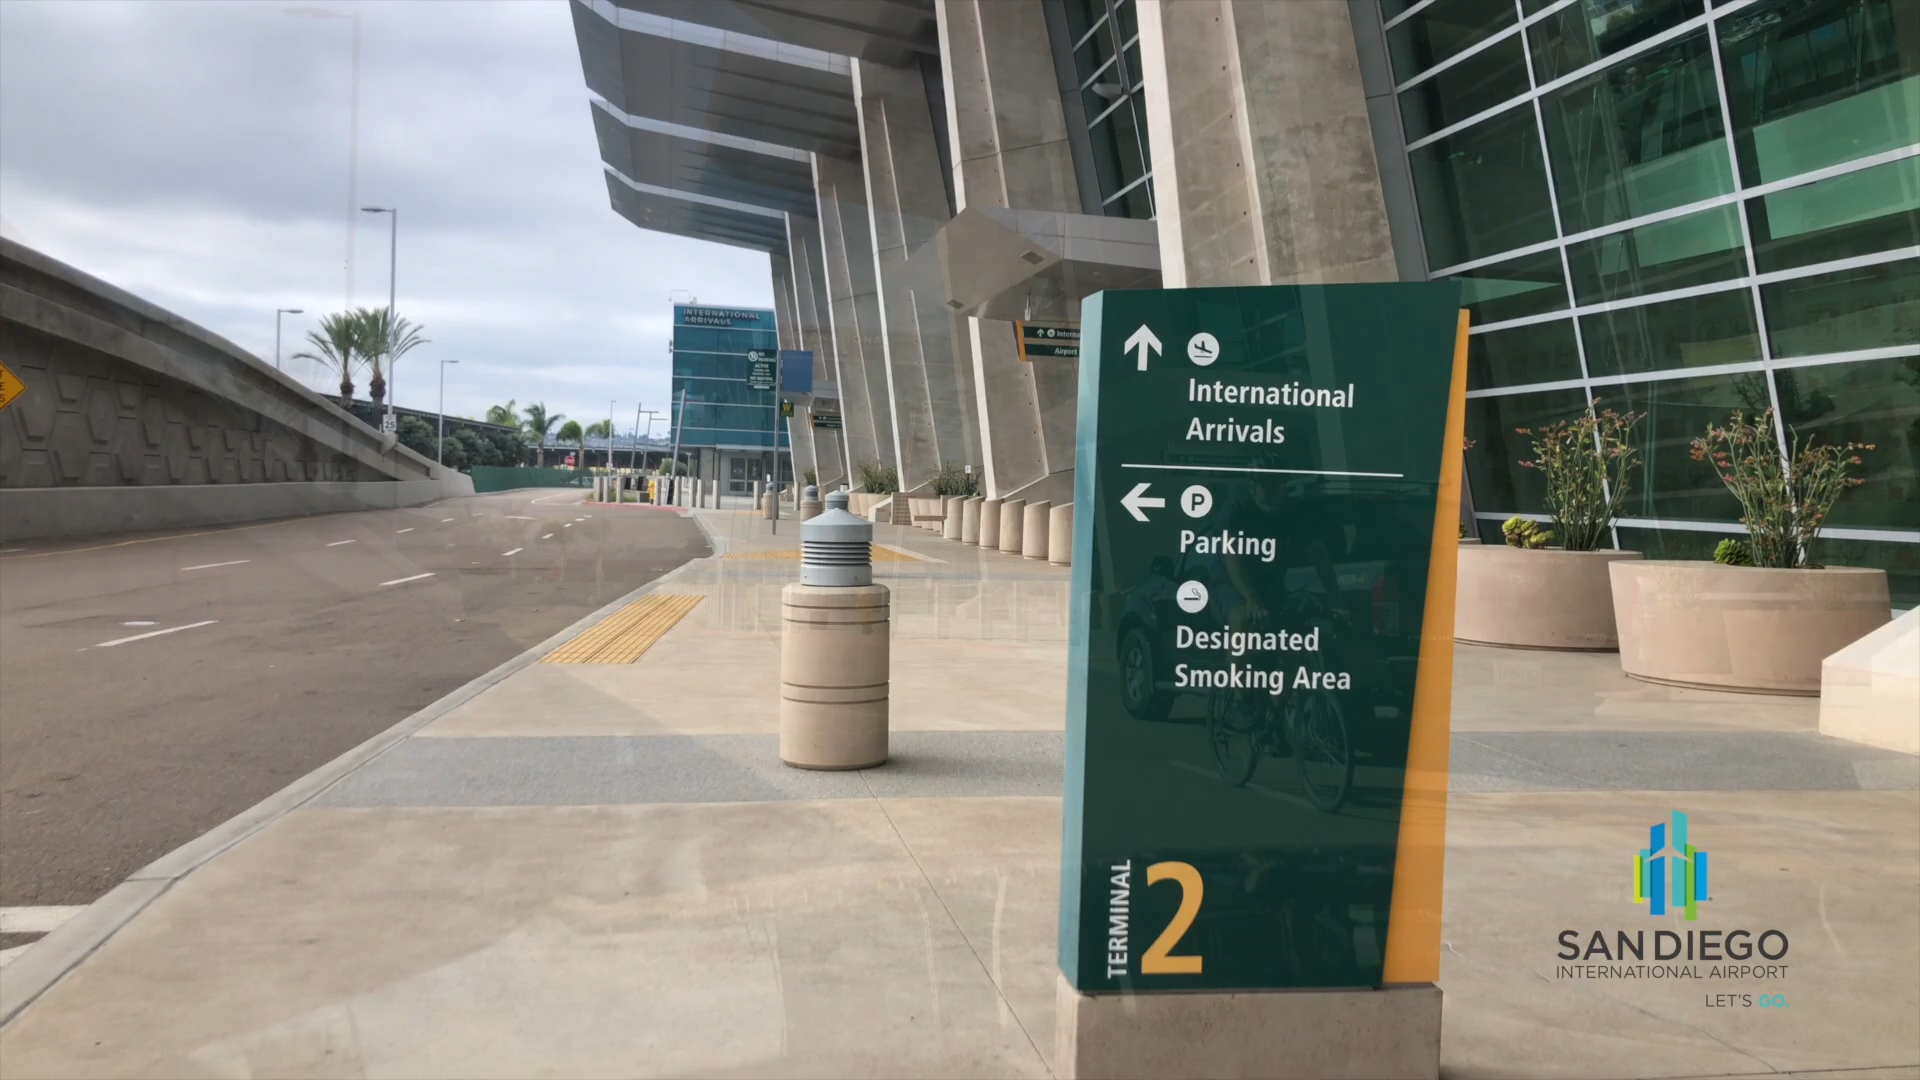 INTERNATIONAL
ARRIVALS
25
International
Arrivals
P
Parking
Designated
Smoking Area
TERMINAL
2
SAN DIEGO
INTERNATIONAL AIRPORT
LET'S GO.